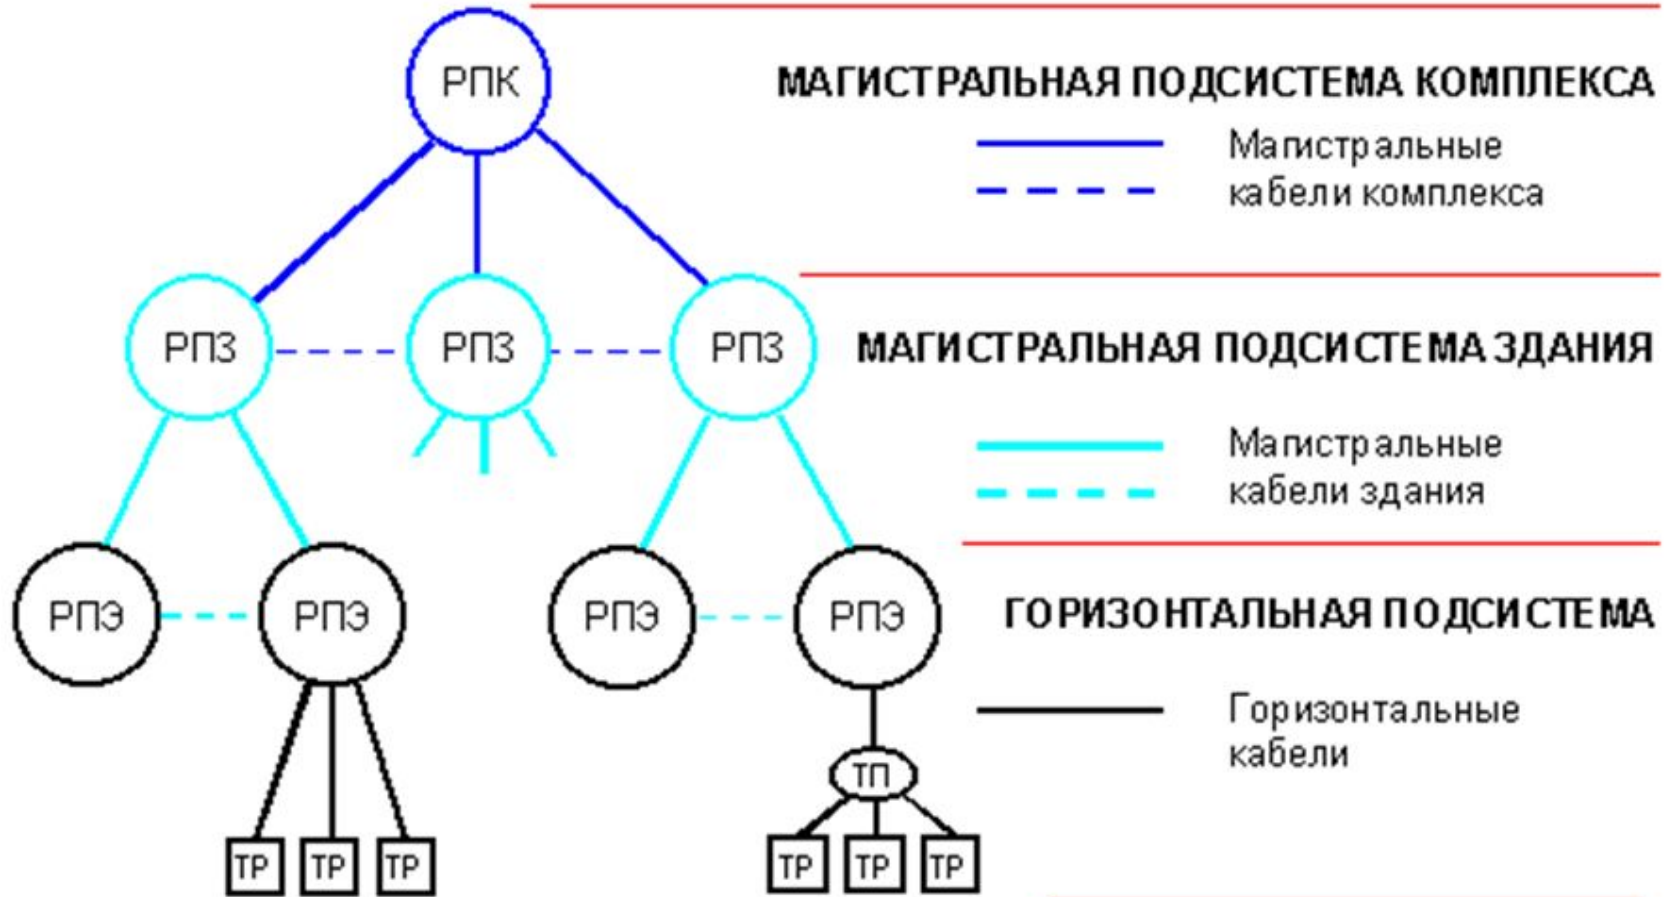 РПК
МАГИСТРАЛЬНАЯ ПОДСИСТЕМА КОМПЛЕКСА
Магистральные
кабели комплекса
РПЗ
РПЗ
РПЗ
МАГИСТРАЛЬНАЯ ПОДСИСТЕМА ЗДАНИЯ
Магистральные
кабели здания
РПЭ
РПЭ
РПЭ
РПЭ
ГОРИЗОНТАЛЬНАЯ ПОДСИСТЕМА
Горизонтальные
кабели
ТП
ТР
ТР
ТР
ТР
ТР
ТР